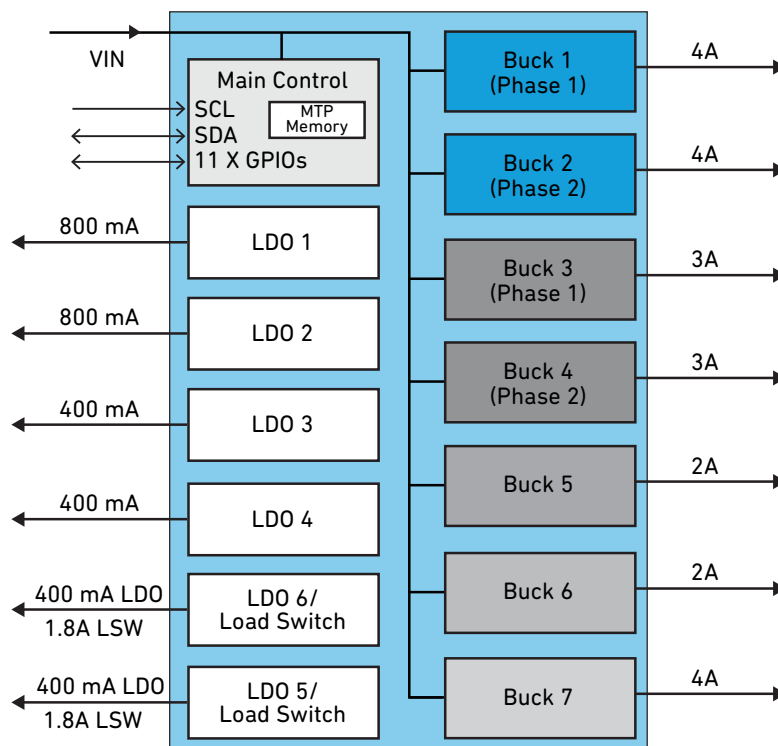 VIN
Main Control
MTP
Memory
SCL
SDA
11 X GPIOs
800 mA
LDO 1
800 mA
LDO 2
400 mA
LDO 3
400 mA
LDO 4
400 mA LDO
1.8A LSW
LDO 6/
Load Switch
400 mA LDO
1.8A LSW
LDO 5/
Load Switch
Buck 1
(Phase 1)
4A
Buck 2
(Phase 2)
4A
Buck 3
(Phase 1)
3A
Buck 4
(Phase 2)
3A
Buck 5
2A
Buck 6
2A
Buck 7
4A